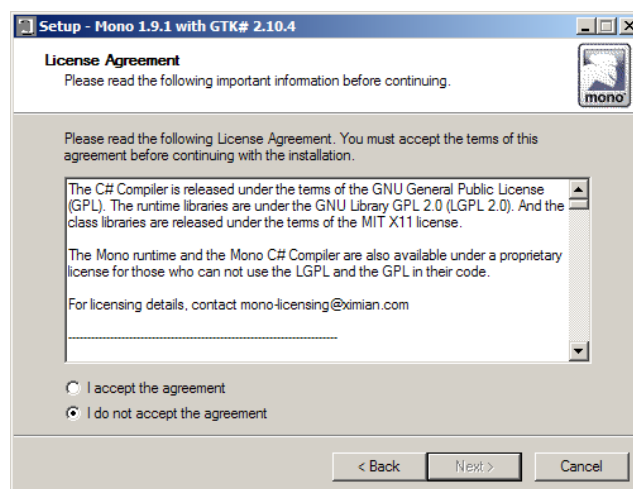 Setup - Mono 1.9.1 with GTK# 2.10.4
License Agreement
Please read the following important information before continuing.
mono
Please read the following License Agreement. You must accept the terms of this
agreement before continuing with the installation.
The C# Compiler is released under the terms of the GNU General Public License
(GPL). The runtime libraries are under the GNU Library GPL 2.0 (LGPL 2.0). And the
class libraries are released under the terms of the MIT X11 license.
The Mono runtime and the Mono C# Compiler are also available under a proprietary
license for those who can not use the LGPL and the GPL in their code.
For licensing details, contact mono-licensing@ximian.com
------------------------------------------------------------------------
I accept the agreement
I do not accept the agreement
< Back Next > Cancel